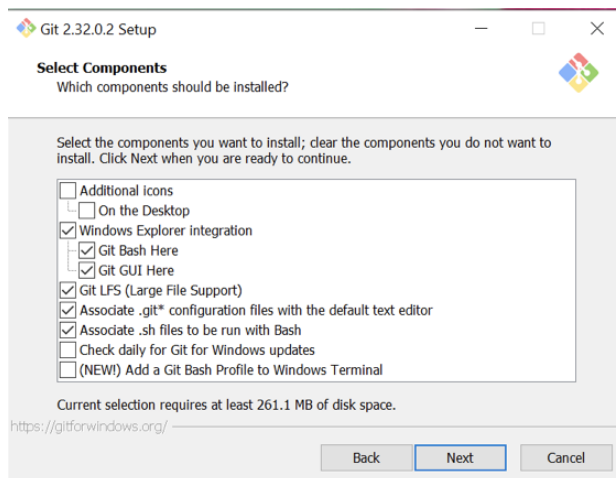 Git 2.32.0.2 Setup
Select Components
Which components should be installed?
Select the components you want to install; clear the components you do not want to
install. Click Next when you are ready to continue.
Additional icons
On the Desktop
Windows Explorer integration
Git Bash Here
Git GUI Here
Git LFS (Large File Support)
Associate .git* configuration files with the default text editor
Associate .sh files to be run with Bash
Check daily for Git for Windows updates
(NEW!) Add a Git Bash Profile to Windows Terminal
Current selection requires at least 261.1 MB of disk space.
https://gitforwindows.org/
Back Next Cancel